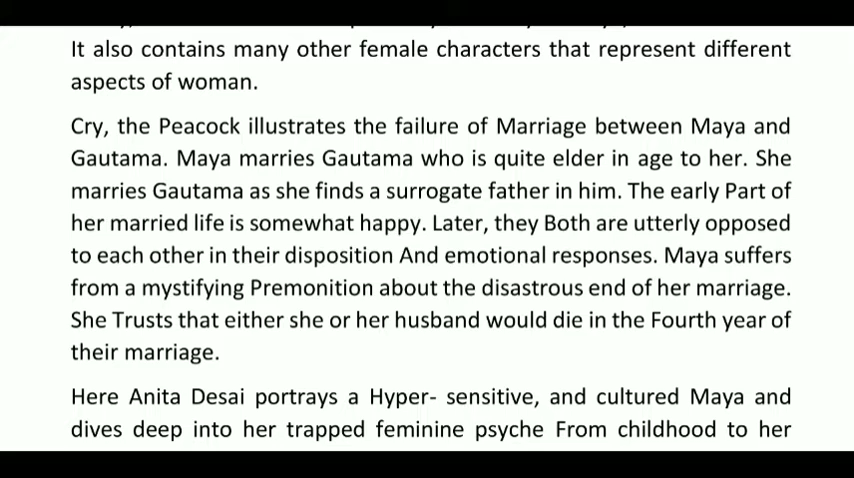 It also contains many other female characters that represent different
aspects of woman.
Cry, the Peacock illustrates the failure of Marriage between Maya and
Gautama. Maya marries Gautama who is quite elder in age to her. She
marries Gautama as she finds a surrogate father in him. The early Part of
her married life is somewhat happy. Later, they Both are utterly opposed
to each other in their disposition And emotional responses. Maya suffers
from a mystifying Premonition about the disastrous end of her marriage.
She Trusts that either she or her husband would die in the Fourth year of
their marriage.
Here Anita Desai portrays a Hyper- sensitive, and cultured Maya and
dives deep into her trapped feminine psyche From childhood to her